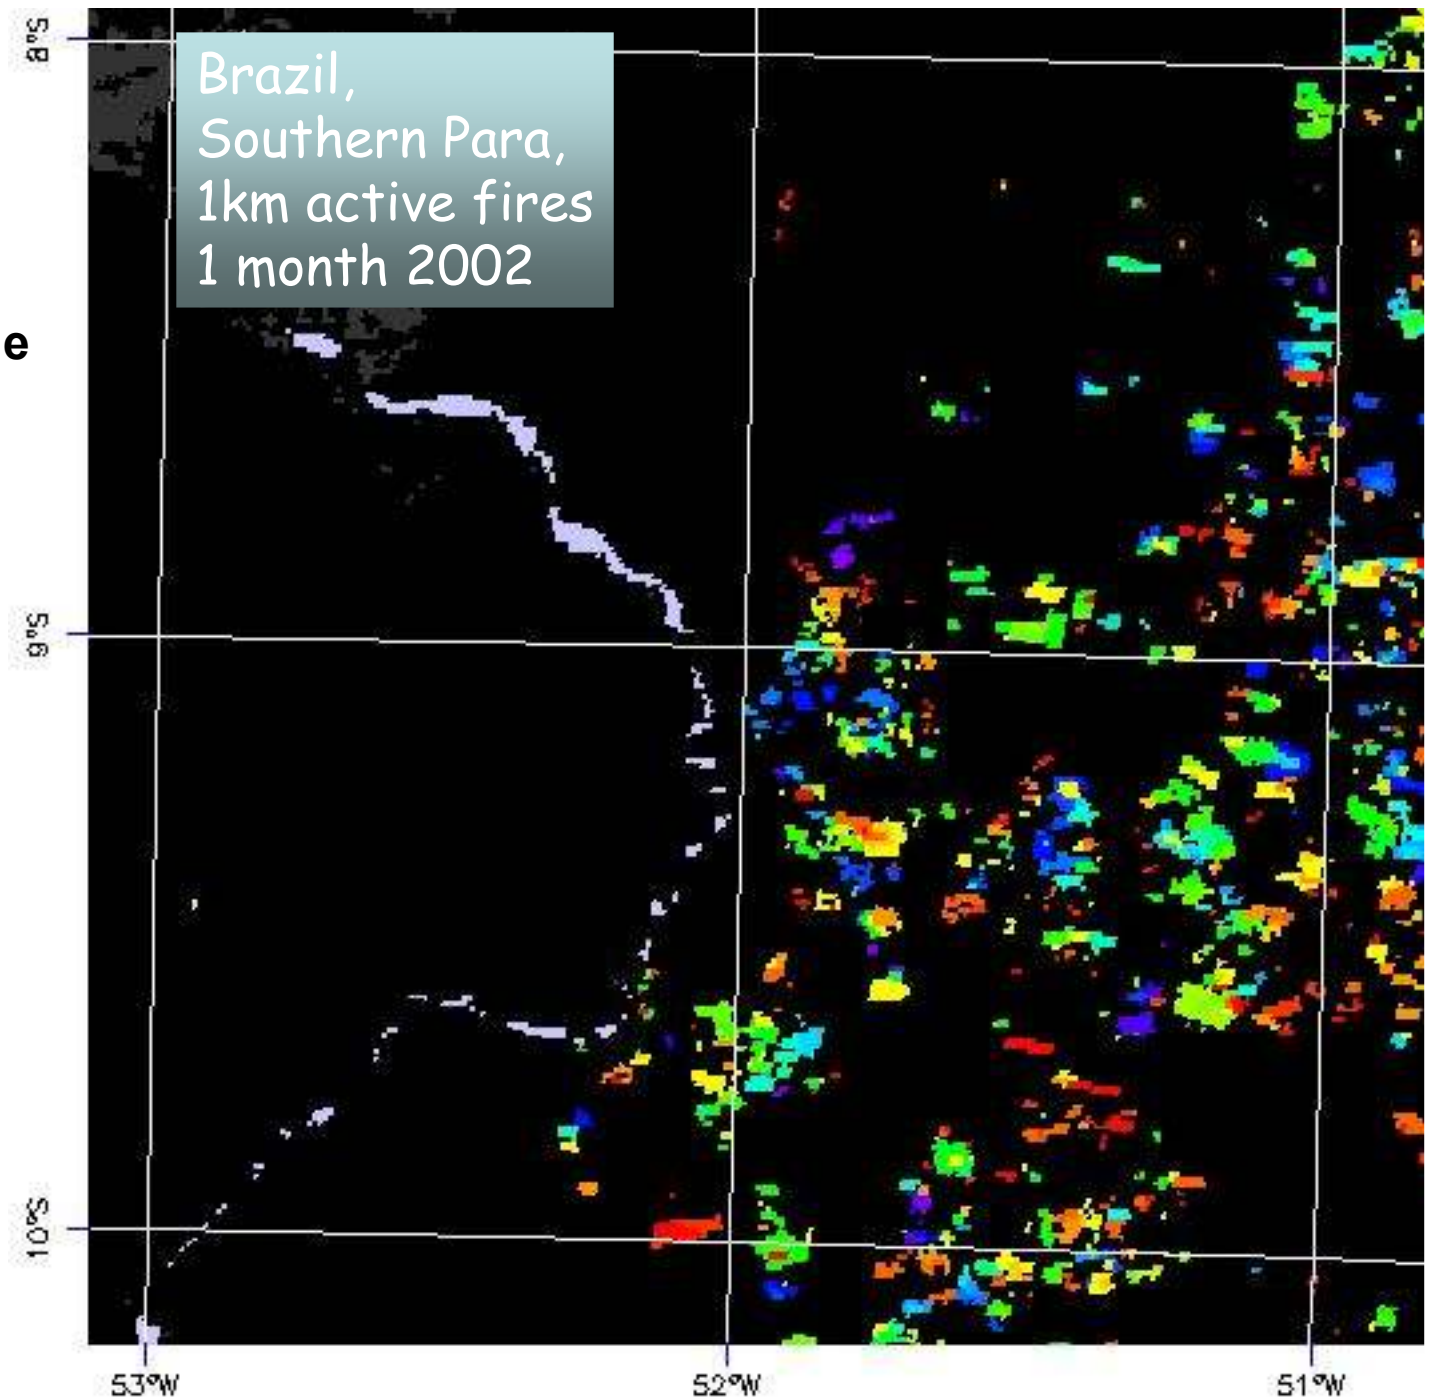 8°S
Brazil,
Southern Para,
1km active fires
1 month 2002
e
9°S
10°S
53°W
52°W
51°W